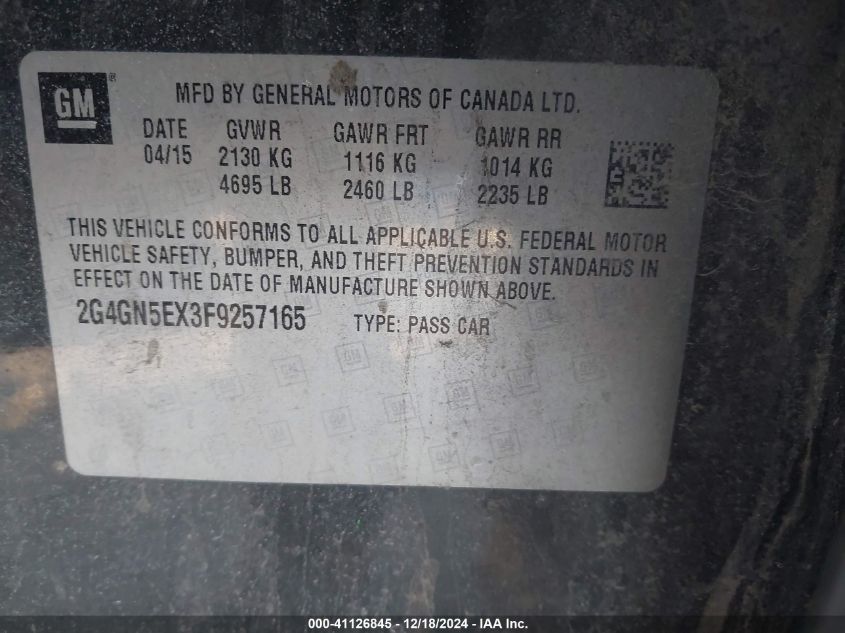 GM ®
MFD BY GENERAL MOTORS OF CANADA LTD.
DATE GVWR GAWR FRT GAWR RR
04/15 2130 KG 1116 KG 1014 KG
4695 LB 2460 LB 2235 LB
THIS VEHICLE CONFORMS TO ALL APPLICABLE U.S. FEDERAL MOTOR
VEHICLE SAFETY, BUMPER, AND THEFT PREVENTION STANDARDS IN
EFFECT ON THE DATE OF MANUFACTURE SHOWN ABOVE.
2G4GN5EX3F9257165 TYPE: PASS CAR
000-41126845 - 12/18/2024 - IAA Inc.